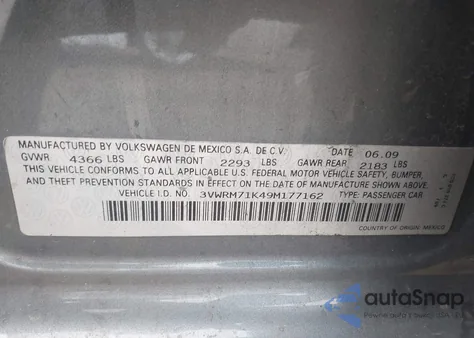 MANUFACTURED BY VOLKSWAGEN DE MEXICO S.A. DE C.V. DATE 06.09
GVWR 4366 LBS GAWR FRONT 2293 LBS GAWR REAR 2183 LBS
THIS VEHICLE CONFORMS TO ALL APPLICABLE U.S. FEDERAL MOTOR VEHICLE SAFETY, BUMPER,
AND THEFT PREVENTION STANDARDS IN EFFECT ON THE DATE OF MANUFACTURE SHOWN ABOVE.
VEHICLE I.D. NO. 3VWRM71K49M177162 TYPE: PASSENGER CAR
COUNTRY OF ORIGIN: MEXICO
autaSnap